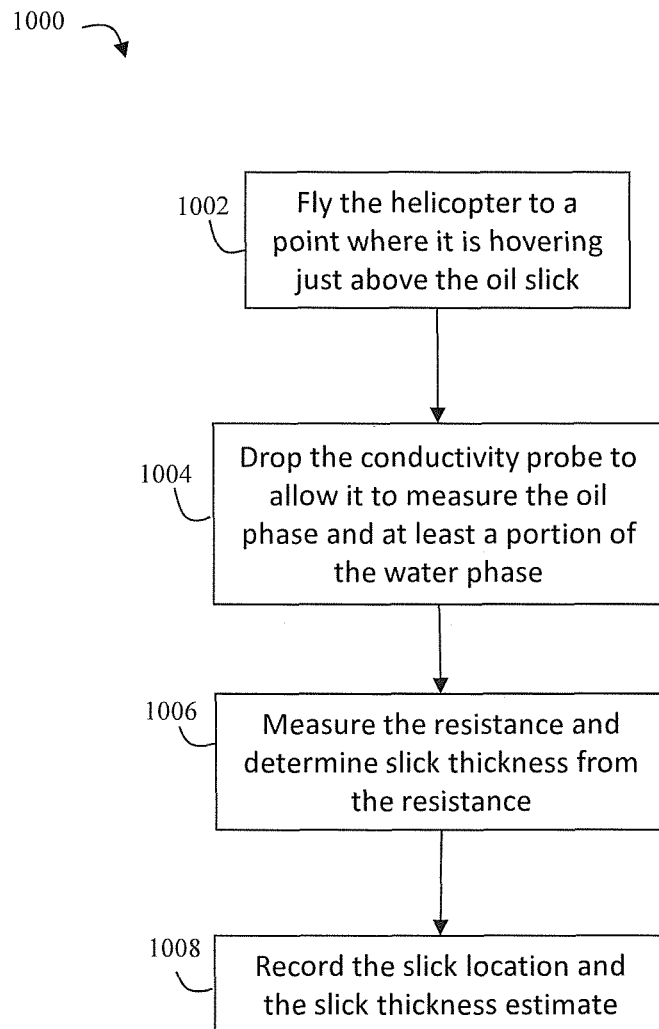 1000
1002
Fly the helicopter to a
point where it is hovering
just above the oil slick
1004
Drop the conductivity probe to
allow it to measure the oil
phase and at least a portion of
the water phase
1006
Measure the resistance and
determine slick thickness from
the resistance
1008
Record the slick location and
the slick thickness estimate